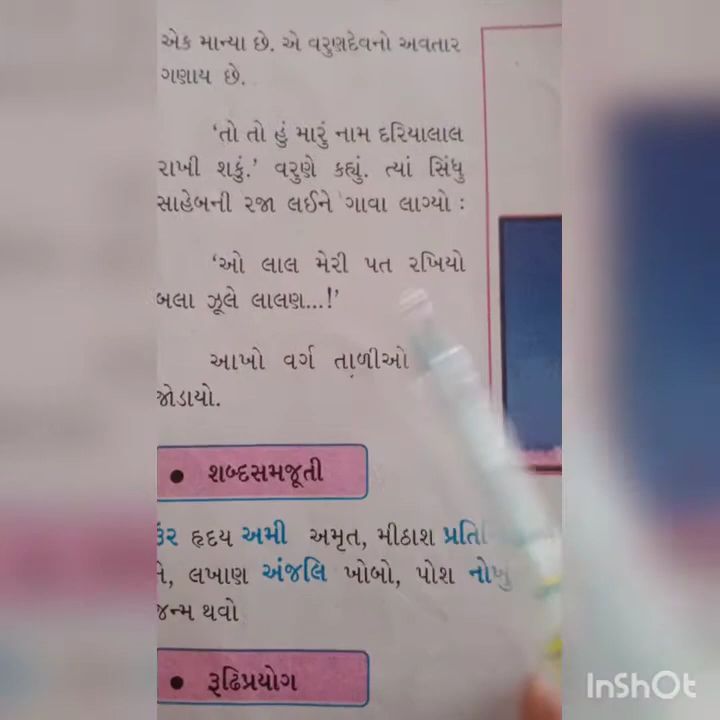 એક માન્યા છે. એ વરુણદેવનો અવતાર
ગણાય છે.
‘તો તો હું મારું નામ દરિયાલાલ
રાખી શકું.’ વરુણે કહ્યું. ત્યાં સિંધુ
સાહેબની રજા લઈને ગાવા લાગ્યો :
‘ઓ લાલ મેરી પત રખિયો
બલા ઝૂલે લાલણ...!’
આખો વર્ગ તાળીઓ
જોડાયો.
• શબ્દસમજૂતી
ઉર હૃદય અમી અમૃત, મીઠાશ
લખાણ અંજલિ ખોબો, પોશ
જન્મ થવો
• રૂઢિપ્રયોગ
InShOt